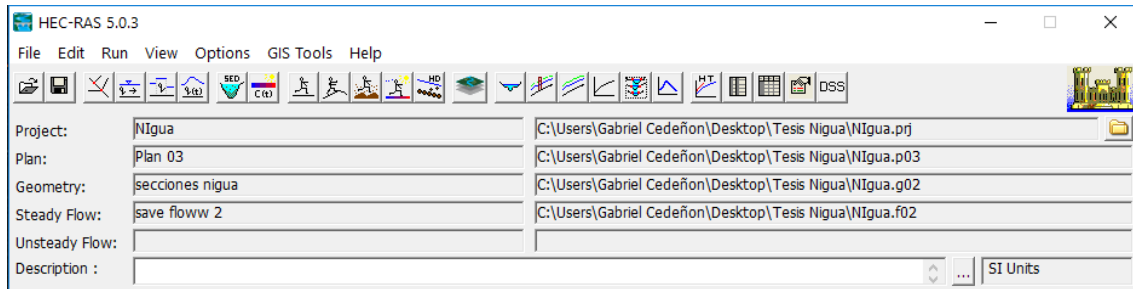 HEC-RAS 5.0.3
File Edit Run View Options GIS Tools Help
SED C(t) HD HT DSS
Project: NIgua C:\Users\Gabriel Cedeñon\Desktop\Tesis Nigua\NIgua.prj
Plan: Plan 03 C:\Users\Gabriel Cedeñon\Desktop\Tesis Nigua\NIgua.p03
Geometry: secciones nigua C:\Users\Gabriel Cedeñon\Desktop\Tesis Nigua\NIgua.g02
Steady Flow: save floww 2 C:\Users\Gabriel Cedeñon\Desktop\Tesis Nigua\NIgua.f02
Unsteady Flow:
Description : ... SI Units